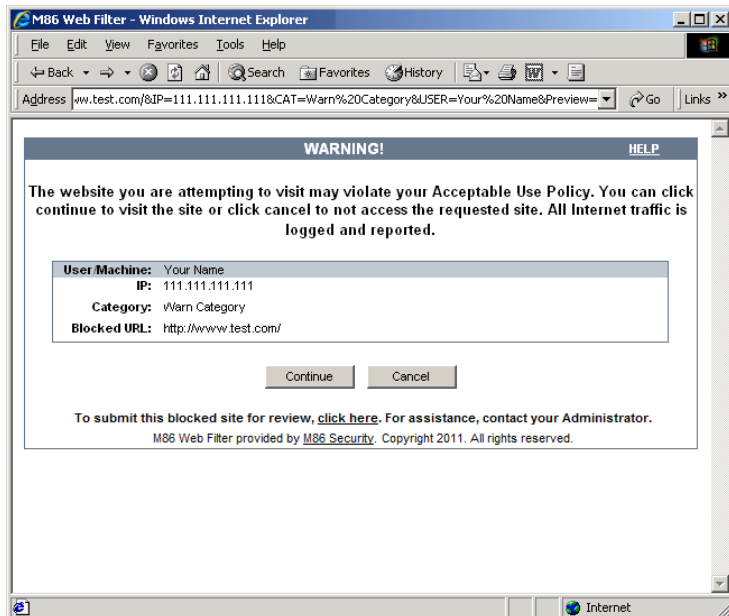 M86 Web Filter - Windows Internet Explorer
File Edit View Favorites Tools Help
Back Search Favorites History
Address ww.test.com/&IP=111.111.111.111&CAT=Warn%20Category&USER=Your%20Name&Preview= Go Links »
WARNING! HELP
The website you are attempting to visit may violate your Acceptable Use Policy. You can click
continue to visit the site or click cancel to not access the requested site. All Internet traffic is
logged and reported.
User/Machine: Your Name
IP: 111.111.111.111
Category: Warn Category
Blocked URL: http://www.test.com/
Continue Cancel
To submit this blocked site for review, click here. For assistance, contact your Administrator.
M86 Web Filter provided by M86 Security. Copyright 2011. All rights reserved.
Internet